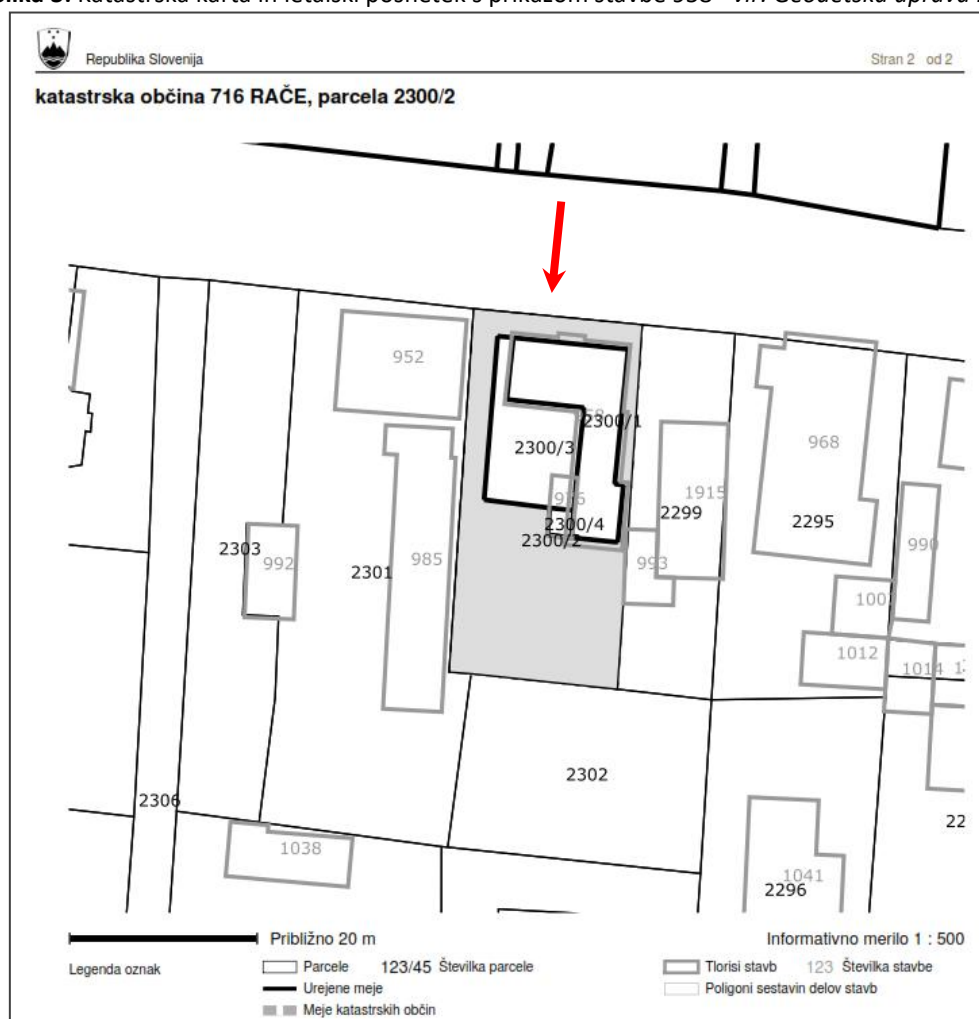 Katastrska karta in letalski posnetek s prikazom stavbe 958 - vir: Geodetska uprava
Republika Slovenija
Stran 2 od 2
katastrska občina 716 RAČE, parcela 2300/2
952
968
2300/1
2300/3
1915
2299
2295
2300/4
2300/2
2303
992
2301
985
993
990
1012
1014
2302
2306
22
1038
1041
2296
Približno 20 m
Informativno merilo 1 : 500
Legenda oznak
Parcele 123/45 Številka parcele
Urejene meje
Meje katastrskih občin
Tlorisi stavb 123 Številka stavbe
Poligoni sestavin delov stavb